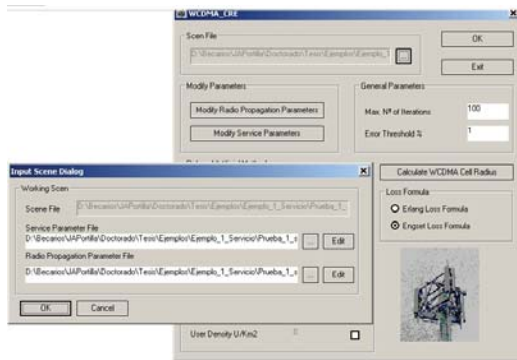 WCDMA_CRE
Scen File
D:\Becarios\JAPortilla\Doctorado\Tesis\Ejemplos\Ejemplo_1
...
OK
Exit
Modify Parameters
Modify Radio Propagation Parameters
Modify Service Parameters
General Parameters
Max. Nº of Iterations
100
Error Threshold %
1
Calculate WCDMA Cell Radius
Loss Formula
Erlang Loss Formula
Engset Loss Formula
Input Scene Dialog
Working Scen
Scene File
D:\Becarios\JAPortilla\Doctorado\Tesis\Ejemplos\Ejemplo_1_Servicio\Prueba_1_
Service Parameter File
D:\Becarios\JAPortilla\Doctorado\Tesis\Ejemplos\Ejemplo_1_Servicio\Prueba_1_s
...
Edit
Radio Propagation Parameter File
D:\Becarios\JAPortilla\Doctorado\Tesis\Ejemplos\Ejemplo_1_Servicio\Prueba_1_s
...
Edit
OK
Cancel
User Density U/Km2